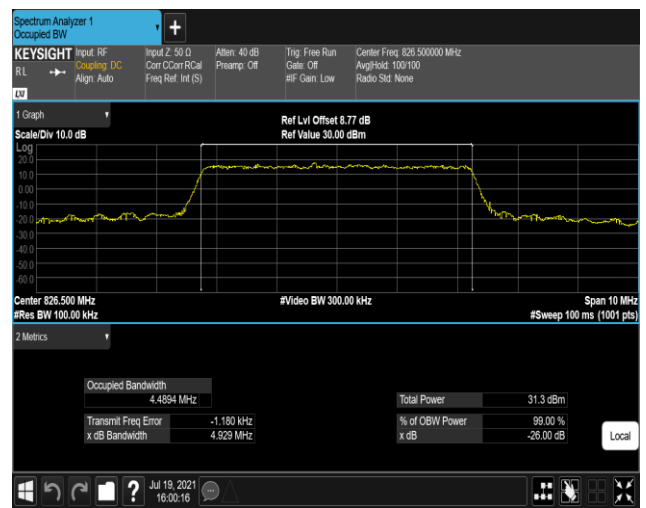 Spectrum Analyzer 1
Occupied BW
+
KEYSIGHT Input: RF Input Z: 50 Ω Atten: 40 dB Trig: Free Run Center Freq: 826.500000 MHz
RL Coupling: DC Corr CCorr RCal Preamp: Off Gate: Off Avg|Hold: 100/100
Align: Auto Freq Ref: Int (S) #IF Gain: Low Radio Std: None
LXI
1 Graph
Ref Lvl Offset 8.77 dB
Scale/Div 10.0 dB Ref Value 30.00 dBm
Log
20.0
10.0
0.00
-10.0
-20.0
-30.0
-40.0
-50.0
-60.0
Center 826.500 MHz #Video BW 300.00 kHz Span 10 MHz
#Res BW 100.00 kHz #Sweep 100 ms (1001 pts)
2 Metrics
Occupied Bandwidth
4.4894 MHz Total Power 31.3 dBm
Transmit Freq Error -1.180 kHz % of OBW Power 99.00 %
x dB Bandwidth 4.929 MHz x dB -26.00 dB
Local
? Jul 19, 2021
16:00:16